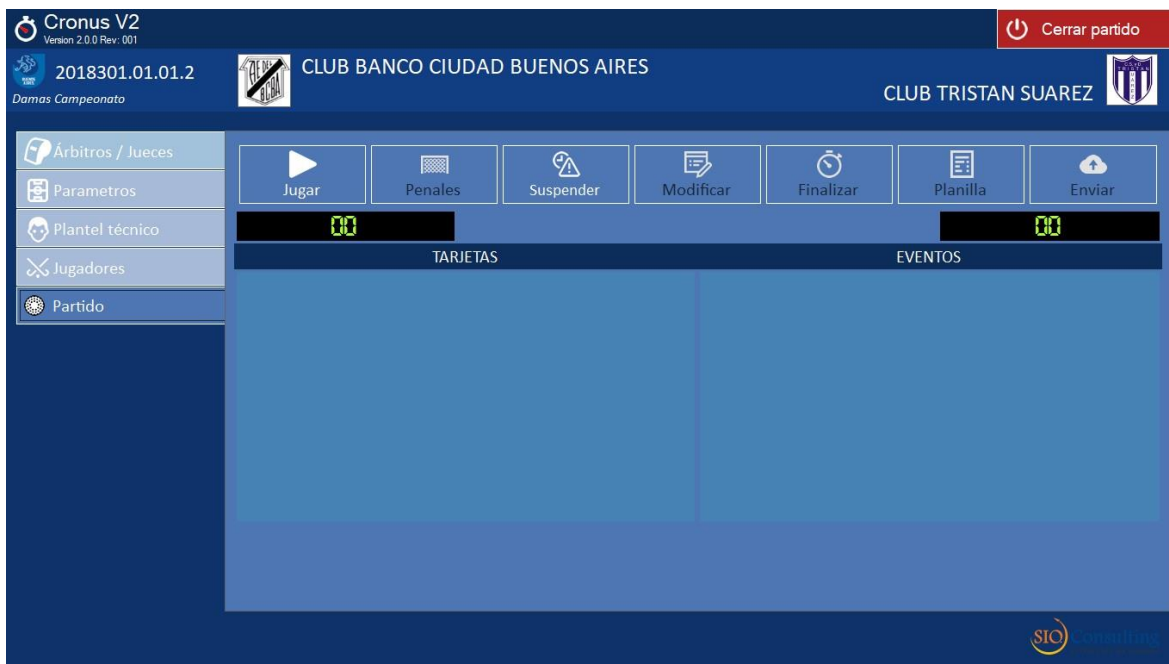 Cronus V2
Version 2.0.0 Rev: 001
Cerrar partido
2018301.01.01.2
Damas Campeonato
CLUB BANCO CIUDAD BUENOS AIRES
CLUB TRISTAN SUAREZ
Árbitros / Jueces
Parametros
Plantel técnico
Jugadores
Partido
Jugar
Penales
Suspender
Modificar
Finalizar
Planilla
Enviar
00
00
TARJETAS
EVENTOS
SIO Consulting